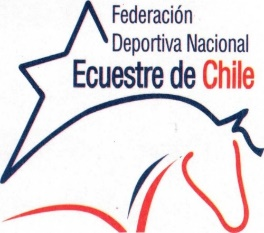 Federación
Deportiva Nacional
Ecuestre de Chile